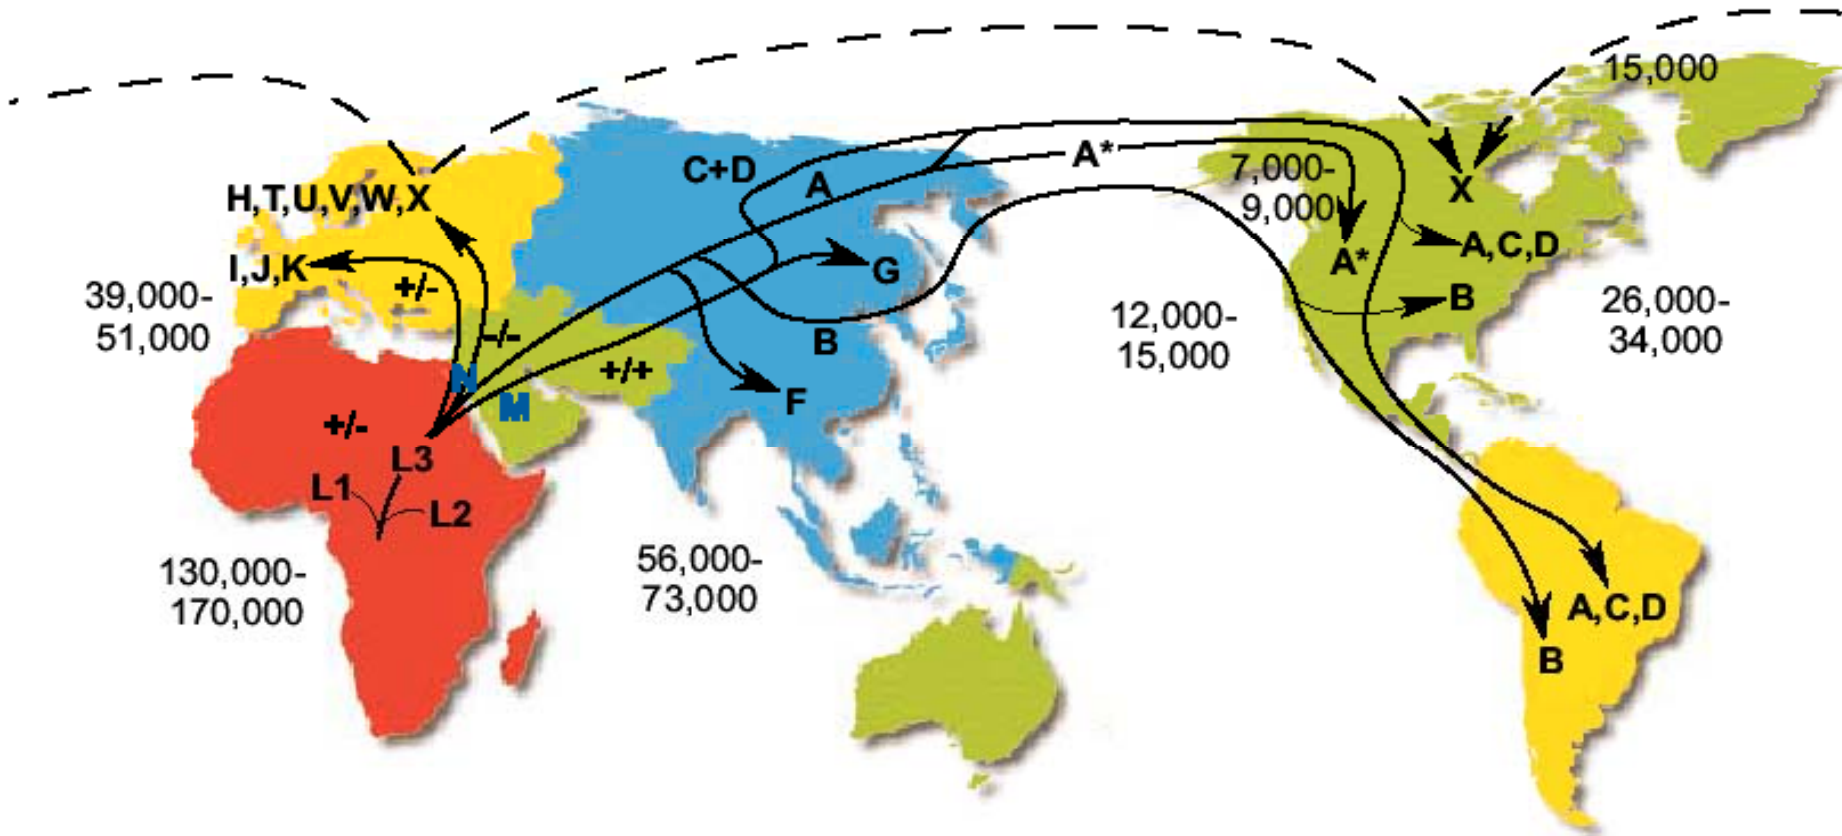 15,000
C+D
A
A*
7,000-
9,000
H,T,U,V,W,X
X
I,J,K
+/-
G
A*
A,C,D
39,000-
51,000
B
26,000-
34,000
12,000-
15,000
-/-
+/+
B
N
M
F
+/-
L3
L1
L2
130,000-
170,000
56,000-
73,000
A,C,D
B